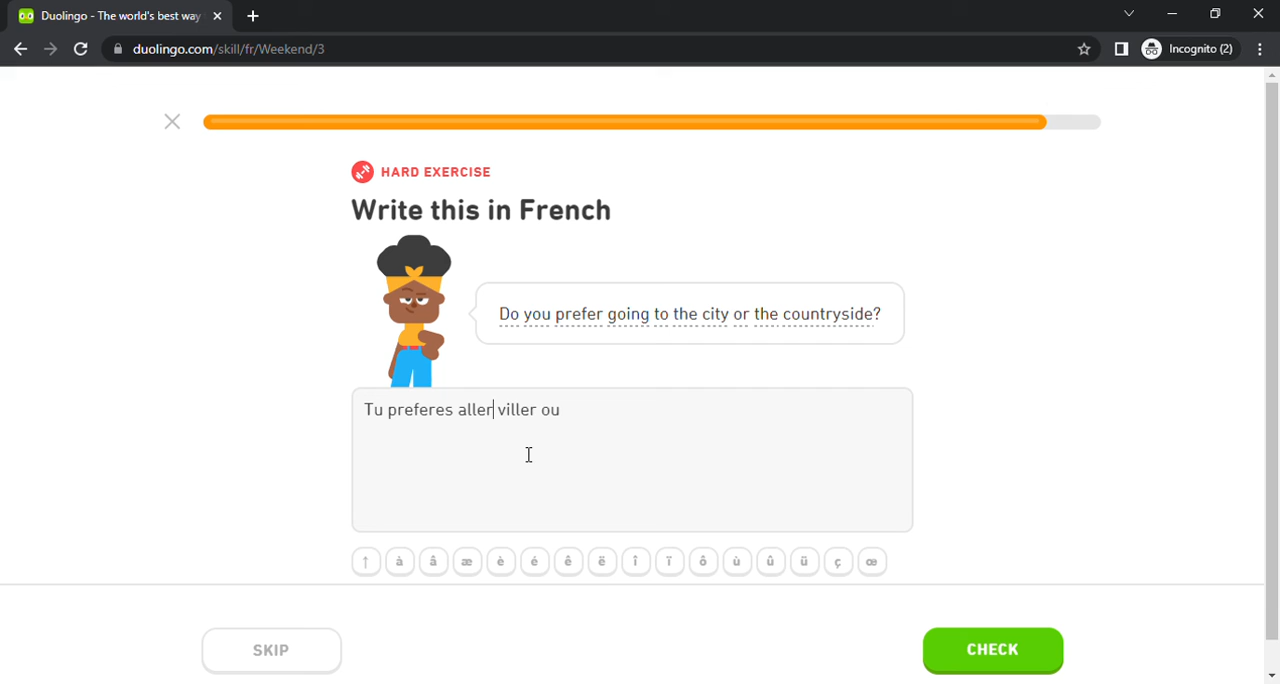 Duolingo - The world's best way
duolingo.com/skill/fr/Weekend/3
Incognito (2)
HARD EXERCISE
Write this in French
Do you prefer going to the city or the countryside?
Tu preferes aller viller ou
↑ à â æ è é ê ë î ï ô ù û ü ç œ
SKIP
CHECK